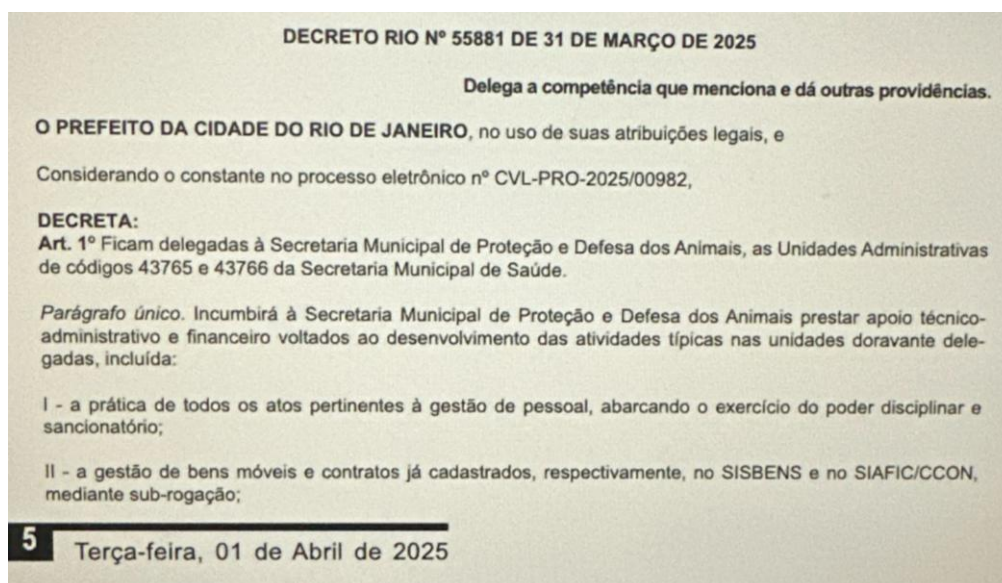 DECRETO RIO Nº 55881 DE 31 DE MARÇO DE 2025
Delega a competência que menciona e dá outras providências.
O PREFEITO DA CIDADE DO RIO DE JANEIRO, no uso de suas atribuições legais, e
Considerando o constante no processo eletrônico nº CVL-PRO-2025/00982,
DECRETA:
Art. 1º Ficam delegadas à Secretaria Municipal de Proteção e Defesa dos Animais, as Unidades Administrativas
de códigos 43765 e 43766 da Secretaria Municipal de Saúde.
Parágrafo único. Incumbirá à Secretaria Municipal de Proteção e Defesa dos Animais prestar apoio técnico-
administrativo e financeiro voltados ao desenvolvimento das atividades típicas nas unidades doravante dele-
gadas, incluída:
I - a prática de todos os atos pertinentes à gestão de pessoal, abarcando o exercício do poder disciplinar e
sancionatório;
II - a gestão de bens móveis e contratos já cadastrados, respectivamente, no SISBENS e no SIAFIC/CCON,
mediante sub-rogação;
5 Terça-feira, 01 de Abril de 2025